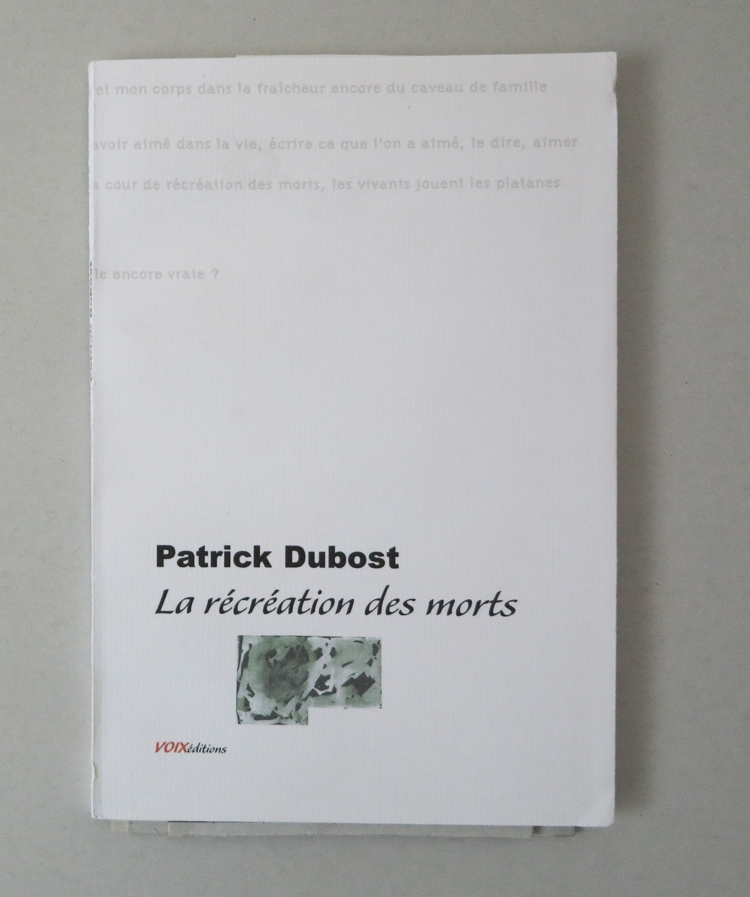 et mon corps dans la fraîcheur encore du caveau de famille
avoir aimé dans la vie, écrire ce que l'on a aimé, le dire, aimer
a cour de récréation des morts, les vivants jouent les platanes
le encore vraie ?
Patrick Dubost
La récréation des morts
VOIXéditions